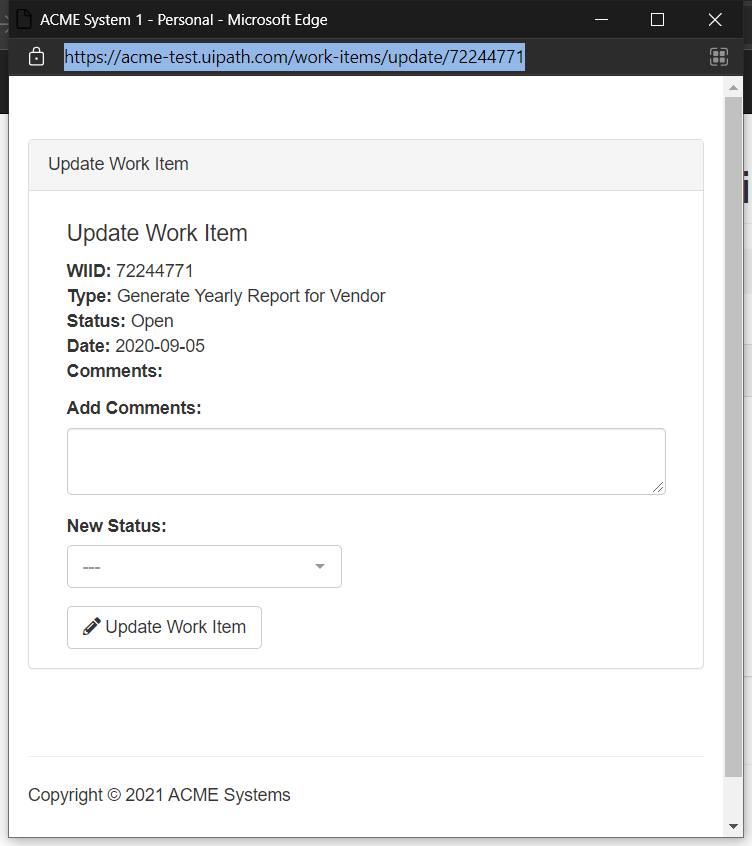 ACME System 1 - Personal - Microsoft Edge
https://acme-test.uipath.com/work-items/update/72244771
Update Work Item
Update Work Item
WIID: 72244771
Type: Generate Yearly Report for Vendor
Status: Open
Date: 2020-09-05
Comments:
Add Comments:
New Status:
---
Update Work Item
Copyright © 2021 ACME Systems